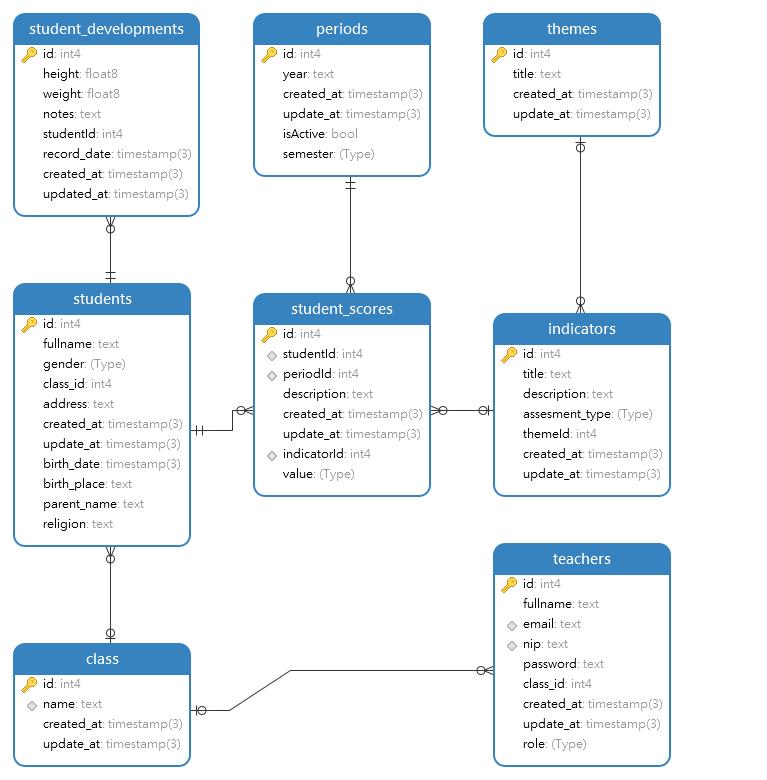 student_developments
id: int4
height: float8
weight: float8
notes: text
studentId: int4
record_date: timestamp(3)
created_at: timestamp(3)
updated_at: timestamp(3)
periods
id: int4
year: text
created_at: timestamp(3)
update_at: timestamp(3)
isActive: bool
semester: (Type)
themes
id: int4
title: text
created_at: timestamp(3)
update_at: timestamp(3)
students
id: int4
fullname: text
gender: (Type)
class_id: int4
address: text
created_at: timestamp(3)
update_at: timestamp(3)
birth_date: timestamp(3)
birth_place: text
parent_name: text
religion: text
student_scores
id: int4
studentId: int4
periodId: int4
description: text
created_at: timestamp(3)
update_at: timestamp(3)
indicatorId: int4
value: (Type)
indicators
id: int4
title: text
description: text
assesment_type: (Type)
themeId: int4
created_at: timestamp(3)
update_at: timestamp(3)
class
id: int4
name: text
created_at: timestamp(3)
update_at: timestamp(3)
teachers
id: int4
fullname: text
email: text
nip: text
password: text
class_id: int4
created_at: timestamp(3)
update_at: timestamp(3)
role: (Type)